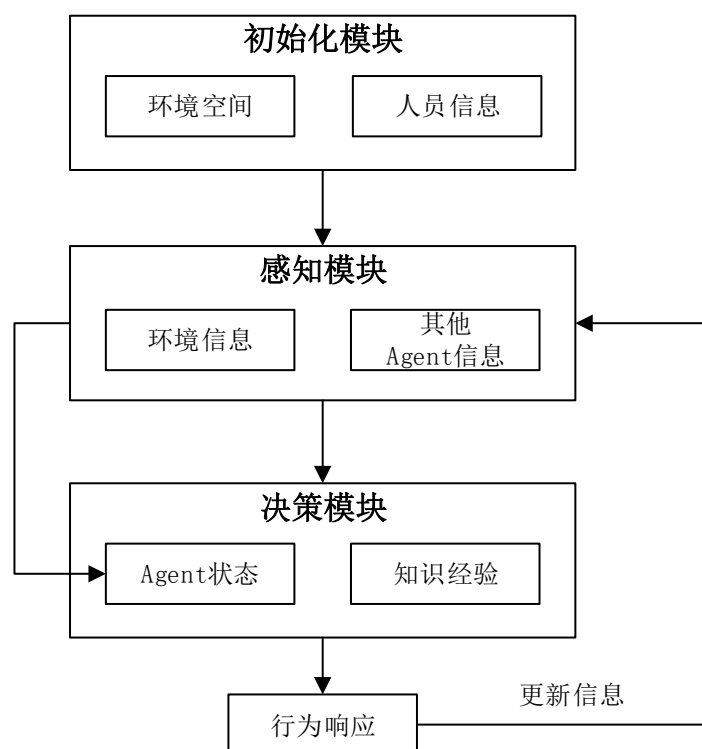 初始化模块
环境空间
人员信息
感知模块
环境信息
其他
Agent信息
决策模块
Agent状态
知识经验
更新信息
行为响应